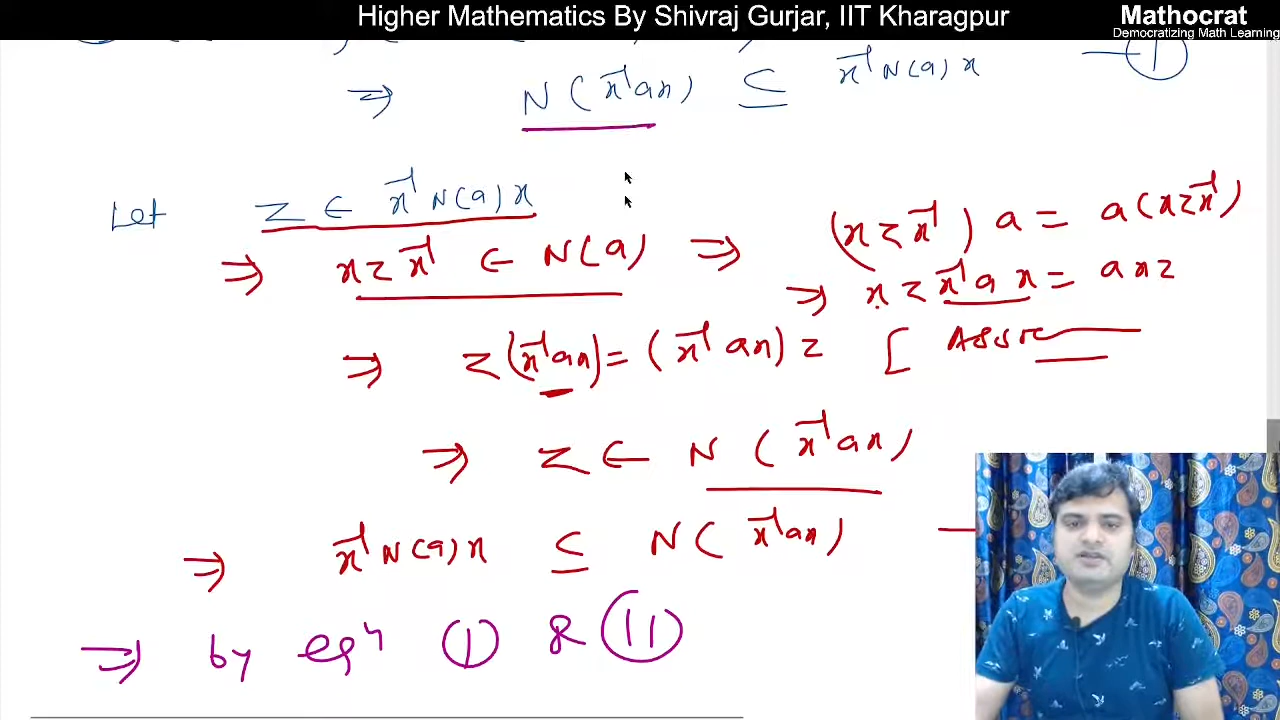 Higher Mathematics By Shivraj Gurjar, IIT Kharagpur
Mathocrat
Democratizing Math Learning
⇒ N(x⁻¹ax) ⊆ x⁻¹N(a)x — Ⓘ
Let z ∈ x⁻¹N(a)x
⇒ xzx⁻¹ ∈ N(a) ⇒ (xzx⁻¹)a = a(xzx⁻¹)
⇒ xzx⁻¹ax = axz
⇒ z(x⁻¹ax) = (x⁻¹ax)z [
⇒ z ∈ N(x⁻¹ax)
⇒ x⁻¹N(a)x ⊆ N(x⁻¹ax) —
⇒ by eqn (I) & (II)